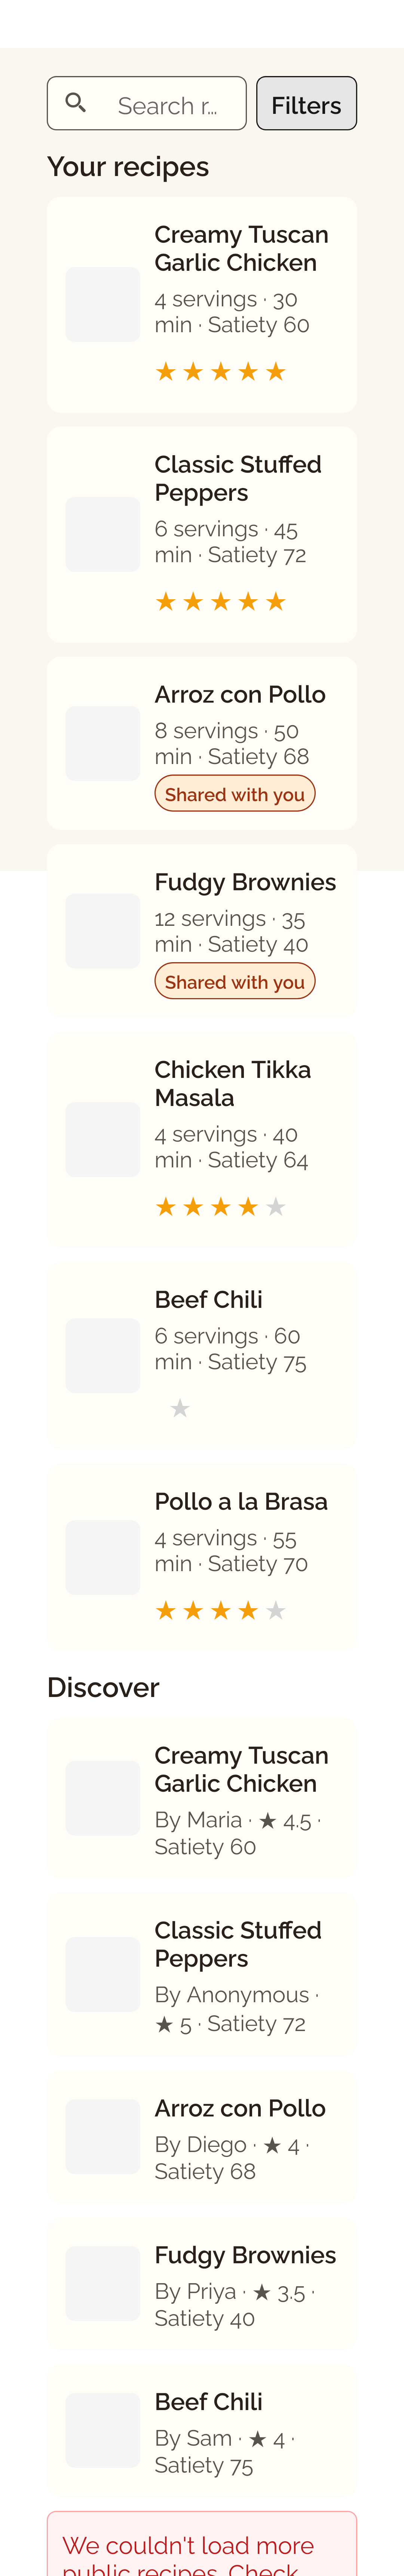 Search r...
Filters
Your recipes
Creamy Tuscan
Garlic Chicken
4 servings · 30
min · Satiety 60
★ ★ ★ ★ ★
Classic Stuffed
Peppers
6 servings · 45
min · Satiety 72
★ ★ ★ ★ ★
Arroz con Pollo
8 servings · 50
min · Satiety 68
Shared with you
Fudgy Brownies
12 servings · 35
min · Satiety 40
Shared with you
Chicken Tikka
Masala
4 servings · 40
min · Satiety 64
★ ★ ★ ★ ★
Beef Chili
6 servings · 60
min · Satiety 75
★
Pollo a la Brasa
4 servings · 55
min · Satiety 70
★ ★ ★ ★ ★
Discover
Creamy Tuscan
Garlic Chicken
By Maria · ★ 4.5 ·
Satiety 60
Classic Stuffed
Peppers
By Anonymous ·
★ 5 · Satiety 72
Arroz con Pollo
By Diego · ★ 4 ·
Satiety 68
Fudgy Brownies
By Priya · ★ 3.5 ·
Satiety 40
Beef Chili
By Sam · ★ 4 ·
Satiety 75
We couldn't load more
public recipes. Check